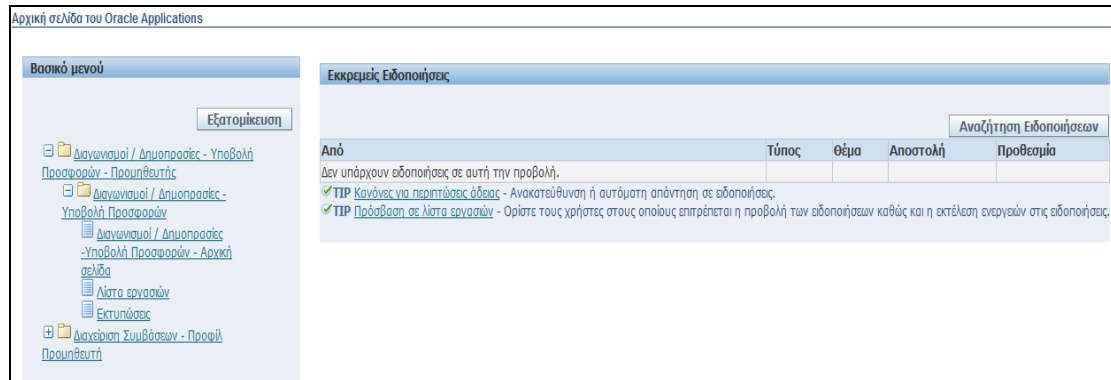 Αρχική σελίδα του Oracle Applications
Βασικό μενού
Εξατομίκευση
Διαγωνισμοί / Δημοπρασίες - Υποβολή
Προσφορών - Προμηθευτής
Διαγωνισμοί / Δημοπρασίες -
Υποβολή Προσφορών
Διαγωνισμοί / Δημοπρασίες
-Υποβολή Προσφορών - Αρχική
σελίδα
Λίστα εργασιών
Εκτυπώσεις
Διαχείριση Συμβάσεων - Προφίλ
Προμηθευτή
Εκκρεμείς Ειδοποιήσεις
Αναζήτηση Ειδοποιήσεων
Από Τύπος Θέμα Αποστολή Προθεσμία
Δεν υπάρχουν ειδοποιήσεις σε αυτή την προβολή.
TIP Κανόνες για περιπτώσεις άδειας - Ανακατεύθυνση ή αυτόματη απάντηση σε ειδοποιήσεις.
TIP Πρόσβαση σε λίστα εργασιών - Ορίστε τους χρήστες στους οποίους επιτρέπεται η προβολή των ειδοποιήσεων καθώς και η εκτέλεση ενεργειών στις ειδοποιήσεις.